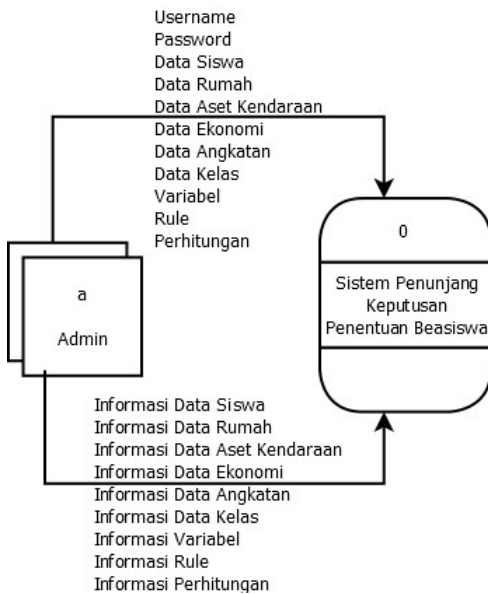 Username
Password
Data Siswa
Data Rumah
Data Aset Kendaraan
Data Ekonomi
Data Angkatan
Data Kelas
Variabel
Rule
Perhitungan
a
Admin
0
Sistem Penunjang
Keputusan
Penentuan Beasiswa
Informasi Data Siswa
Informasi Data Rumah
Informasi Data Aset Kendaraan
Informasi Data Ekonomi
Informasi Data Angkatan
Informasi Data Kelas
Informasi Variabel
Informasi Rule
Informasi Perhitungan